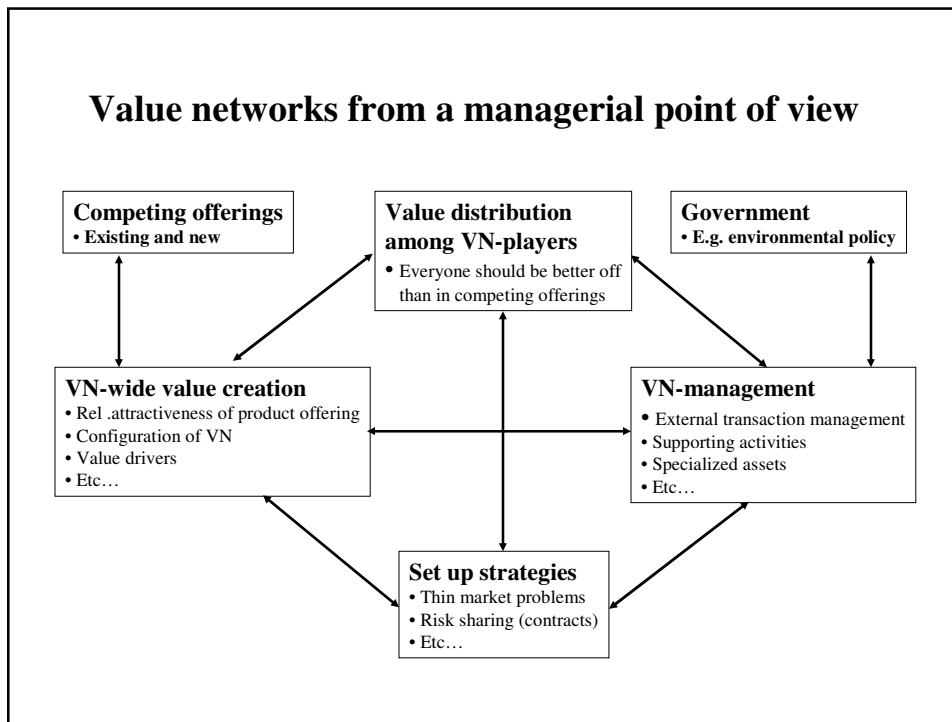 Value networks from a managerial point of view
Competing offerings
• Existing and new
Value distribution
among VN-players
• Everyone should be better off
than in competing offerings
Government
• E.g. environmental policy
VN-wide value creation
• Rel .attractiveness of product offering
• Configuration of VN
• Value drivers
• Etc…
VN-management
• External transaction management
• Supporting activities
• Specialized assets
• Etc…
Set up strategies
• Thin market problems
• Risk sharing (contracts)
• Etc…